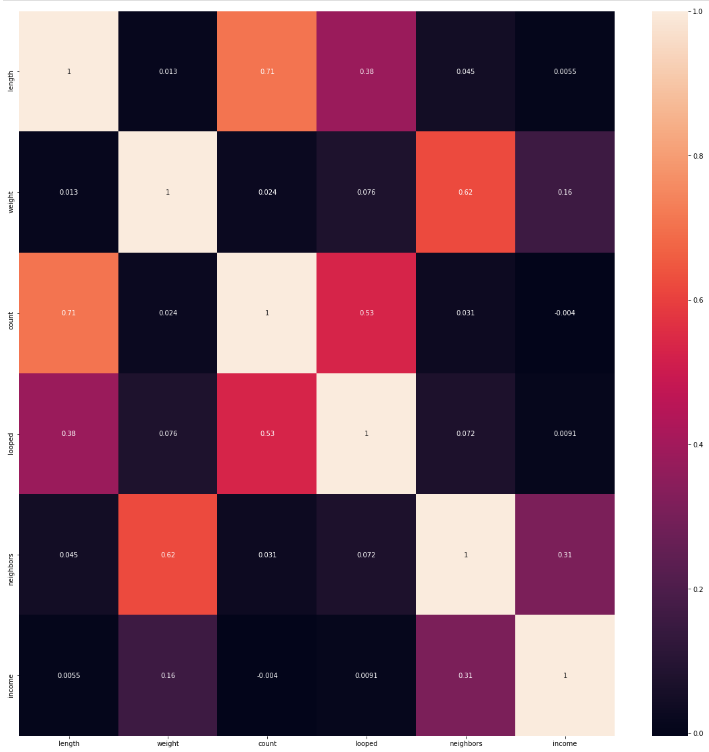 1.0
length 1 0.013 0.71 0.38 0.045 0.0055
0.8
weight 0.013 1 0.024 0.076 0.62 0.16
0.6
count 0.71 0.024 1 0.53 0.031 -0.004
0.4
looped 0.38 0.076 0.53 1 0.072 0.0091
neighbors 0.045 0.62 0.031 0.072 1 0.31
0.2
income 0.0055 0.16 -0.004 0.0091 0.31 1
0.0
length weight count looped neighbors income